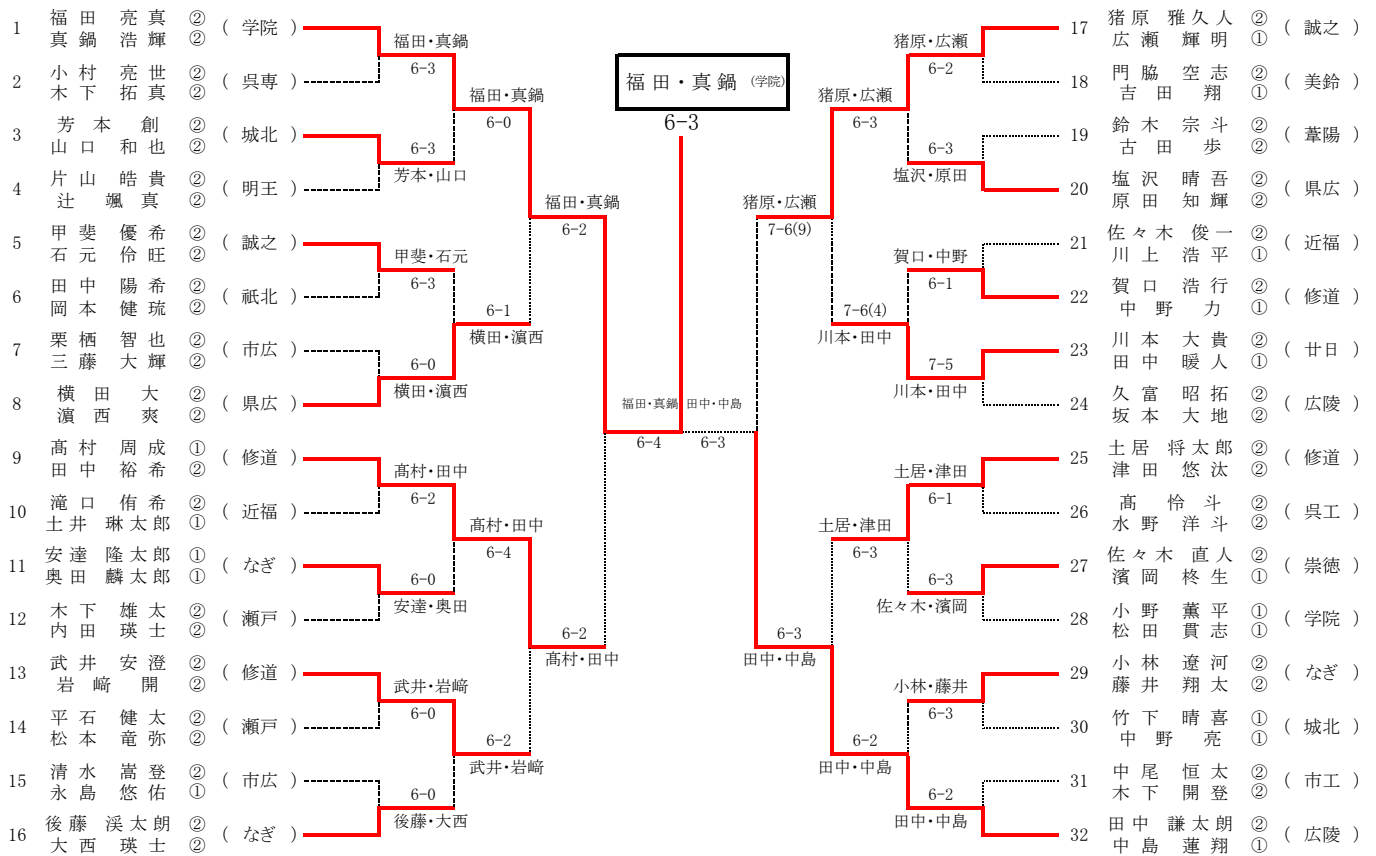 1 福田 亮真 ② ( 学院 )
真鍋 浩輝 ②
2 小村 亮世 ② ( 呉専 )
木下 拓真 ②
3 芳本 創 ② ( 城北 )
山口 和也 ②
4 片山 皓貴 ② ( 明王 )
辻 颯真 ②
5 甲斐 優希 ② ( 誠之 )
石元 伶旺 ②
6 田中 陽希 ② ( 祇北 )
岡本 健琉 ②
7 栗栖 智也 ② ( 市広 )
三藤 大輝 ②
8 横田 大 ② ( 県広 )
濵西 爽 ②
9 髙村 周成 ① ( 修道 )
田中 裕希 ②
10 滝口 侑希 ② ( 近福 )
土井 琳太郎 ①
11 安達 隆太郎 ① ( なぎ )
奥田 麟太郎 ①
12 木下 雄太 ② ( 瀬戸 )
内田 瑛士 ②
13 武井 安澄 ② ( 修道 )
岩﨑 開 ②
14 平石 健太 ② ( 瀬戸 )
松本 竜弥 ②
15 清水 嵩登 ② ( 市広 )
永島 悠佑 ①
16 後藤 渓太朗 ② ( なぎ )
大西 瑛士 ②
福田・真鍋
6-3
6-3
芳本・山口
甲斐・石元
6-3
6-0
横田・濵西
髙村・田中
6-2
6-0
安達・奥田
武井・岩﨑
6-0
6-0
後藤・大西
福田・真鍋
6-0
6-1
横田・濵西
髙村・田中
6-4
6-2
武井・岩﨑
福田・真鍋
6-2
6-2
髙村・田中
福田・真鍋 (学院)
6-3
福田・真鍋
6-4
田中・中島
6-3
猪原・広瀬
7-6(9)
6-3
田中・中島
猪原・広瀬
6-3
7-6(4)
川本・田中
土居・津田
6-3
6-2
田中・中島
猪原・広瀬
6-2
6-3
塩沢・原田
賀口・中野
6-1
7-5
川本・田中
土居・津田
6-1
6-3
佐々木・濱岡
小林・藤井
6-3
6-2
田中・中島
17 猪原 雅久人 ② ( 誠之 )
広瀬 輝明 ①
18 門脇 空志 ② ( 美鈴 )
吉田 翔 ①
19 鈴木 宗斗 ② ( 葦陽 )
古田 歩 ②
20 塩沢 晴吾 ② ( 県広 )
原田 知輝 ②
21 佐々木 俊一 ② ( 近福 )
川上 浩平 ①
22 賀口 浩行 ② ( 修道 )
中野 力 ①
23 川本 大貴 ② ( 廿日 )
田中 暖人 ①
24 久富 昭拓 ② ( 広陵 )
坂本 大地 ②
25 土居 将太郎 ② ( 修道 )
津田 悠汰 ②
26 髙 怜斗 ② ( 呉工 )
水野 洋斗 ②
27 佐々木 直人 ② ( 崇徳 )
濱岡 柊生 ①
28 小野 薫平 ① ( 学院 )
松田 貫志 ①
29 小林 遼河 ② ( なぎ )
藤井 翔太 ②
30 竹下 晴喜 ① ( 城北 )
中野 亮 ①
31 中尾 恒太 ② ( 市工 )
木下 開登 ②
32 田中 謙太朗 ② ( 広陵 )
中島 蓮翔 ①